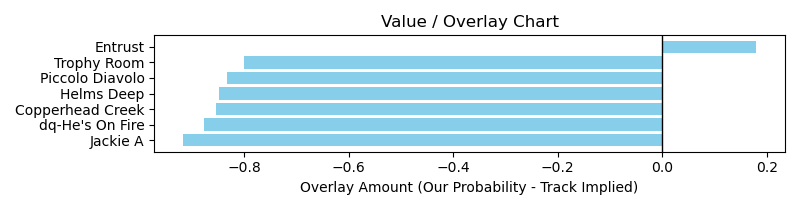 Value / Overlay Chart
Entrust
Trophy Room
Piccolo Diavolo
Helms Deep
Copperhead Creek
dq-He's On Fire
Jackie A
−0.8 −0.6 −0.4 −0.2 0.0 0.2
Overlay Amount (Our Probability - Track Implied)